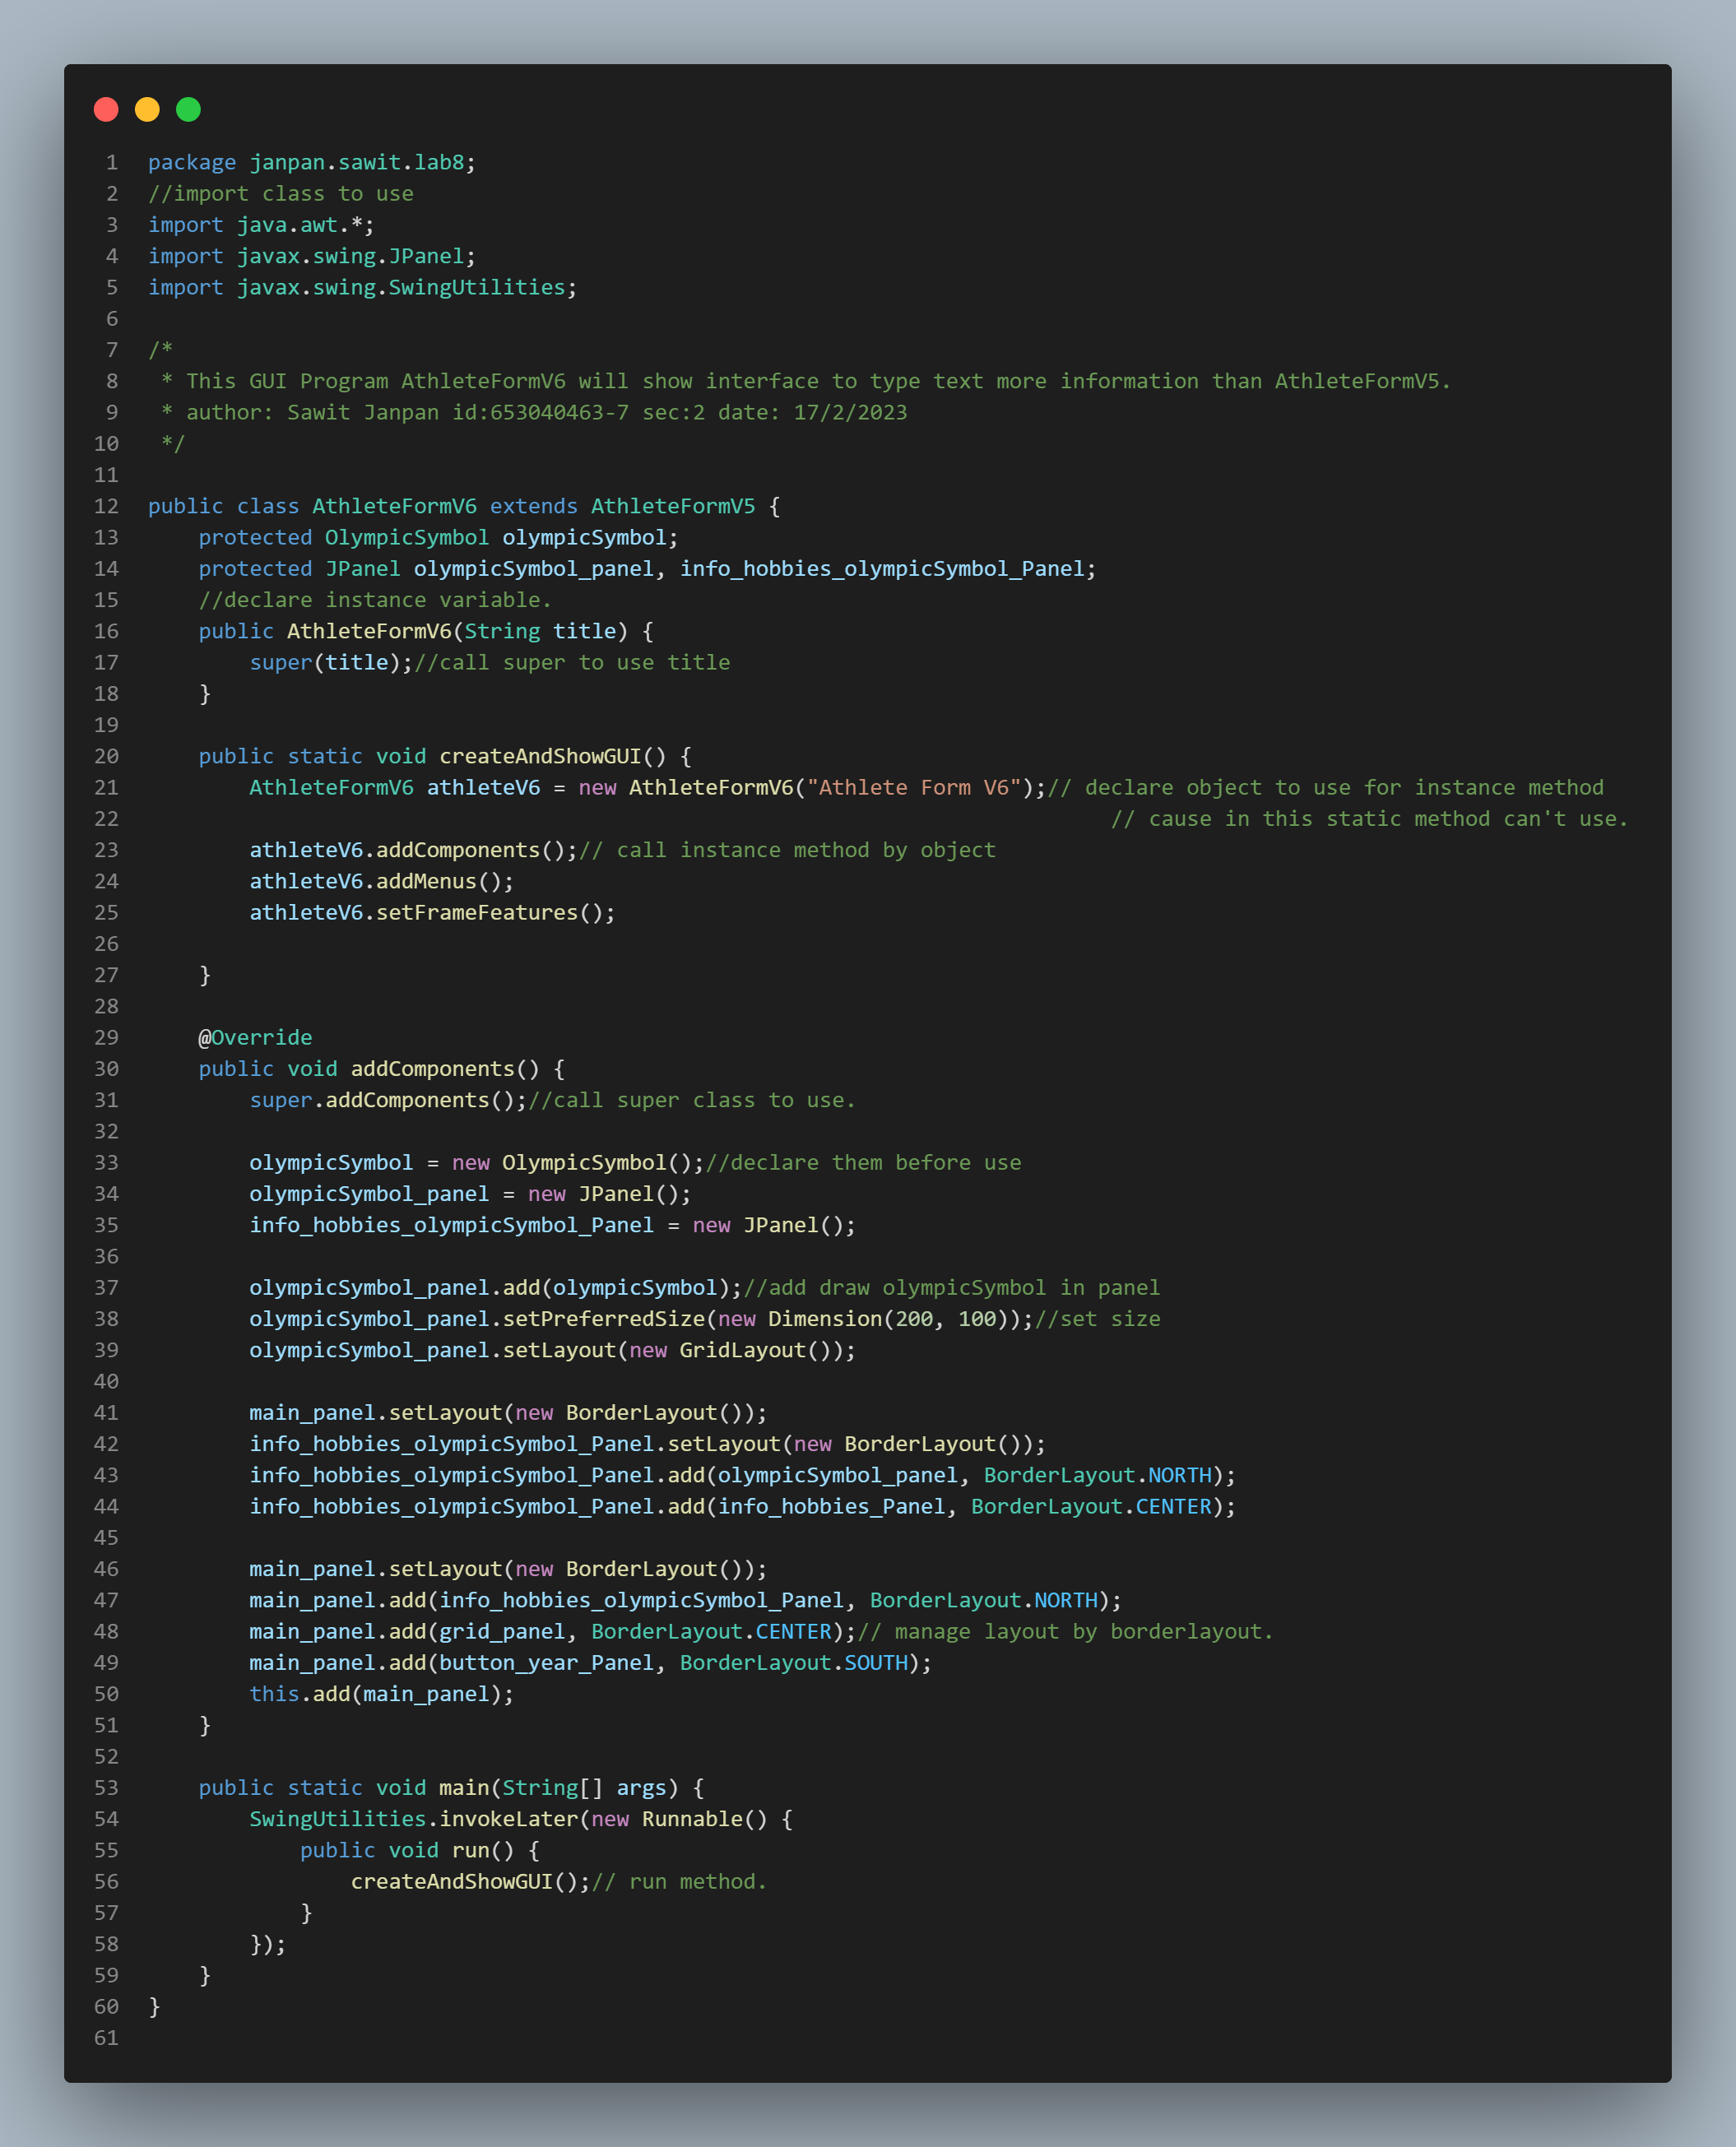 1 package janpan.sawit.lab8;
2 //import class to use
3 import java.awt.*;
4 import javax.swing.JPanel;
5 import javax.swing.SwingUtilities;
6
7 /*
8  * This GUI Program AthleteFormV6 will show interface to type text more information than AthleteFormV5.
9  * author: Sawit Janpan id:653040463-7 sec:2 date: 17/2/2023
10  */
11
12 public class AthleteFormV6 extends AthleteFormV5 {
13     protected OlympicSymbol olympicSymbol;
14     protected JPanel olympicSymbol_panel, info_hobbies_olympicSymbol_Panel;
15     //declare instance variable.
16     public AthleteFormV6(String title) {
17         super(title);//call super to use title
18     }
19
20     public static void createAndShowGUI() {
21         AthleteFormV6 athleteV6 = new AthleteFormV6("Athlete Form V6");// declare object to use for instance method
22                                                                             // cause in this static method can't use.
23         athleteV6.addComponents();// call instance method by object
24         athleteV6.addMenus();
25         athleteV6.setFrameFeatures();
26
27     }
28
29     @Override
30     public void addComponents() {
31         super.addComponents();//call super class to use.
32
33         olympicSymbol = new OlympicSymbol();//declare them before use
34         olympicSymbol_panel = new JPanel();
35         info_hobbies_olympicSymbol_Panel = new JPanel();
36
37         olympicSymbol_panel.add(olympicSymbol);//add draw olympicSymbol in panel
38         olympicSymbol_panel.setPreferredSize(new Dimension(200, 100));//set size
39         olympicSymbol_panel.setLayout(new GridLayout());
40
41         main_panel.setLayout(new BorderLayout());
42         info_hobbies_olympicSymbol_Panel.setLayout(new BorderLayout());
43         info_hobbies_olympicSymbol_Panel.add(olympicSymbol_panel, BorderLayout.NORTH);
44         info_hobbies_olympicSymbol_Panel.add(info_hobbies_Panel, BorderLayout.CENTER);
45
46         main_panel.setLayout(new BorderLayout());
47         main_panel.add(info_hobbies_olympicSymbol_Panel, BorderLayout.NORTH);
48         main_panel.add(grid_panel, BorderLayout.CENTER);// manage layout by borderlayout.
49         main_panel.add(button_year_Panel, BorderLayout.SOUTH);
50         this.add(main_panel);
51     }
52
53     public static void main(String[] args) {
54         SwingUtilities.invokeLater(new Runnable() {
55             public void run() {
56                 createAndShowGUI();// run method.
57             }
58         });
59     }
60 }
61